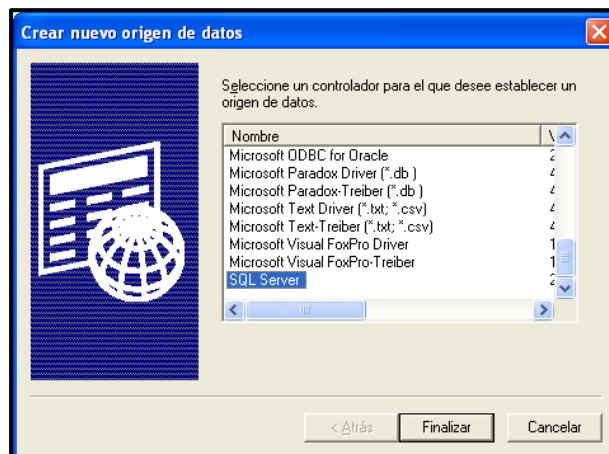 Crear nuevo origen de datos
Seleccione un controlador para el que desee establecer un
origen de datos.
Nombre
Microsoft ODBC for Oracle
Microsoft Paradox Driver (*.db )
Microsoft Paradox-Treiber (*.db )
Microsoft Text Driver (*.txt; *.csv)
Microsoft Text-Treiber (*.txt; *.csv)
Microsoft Visual FoxPro Driver
Microsoft Visual FoxPro-Treiber
SQL Server
< Atrás Finalizar Cancelar